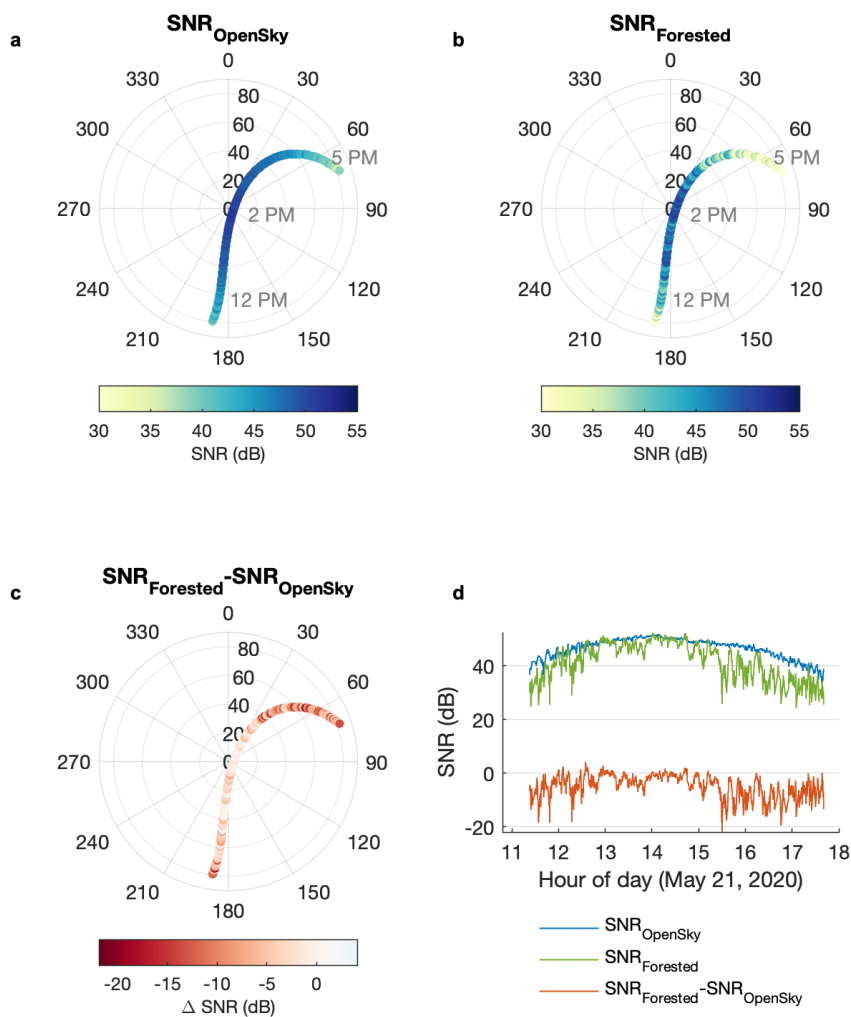 a
SNR_OpenSky
0
30
60
90
120
150
180
210
240
270
300
330
80
60
40
20
0
5 PM
2 PM
12 PM
30 35 40 45 50 55
SNR (dB)
b
SNR_Forested
0
30
60
90
120
150
180
210
240
270
300
330
80
60
40
20
0
5 PM
2 PM
12 PM
30 35 40 45 50 55
SNR (dB)
c
SNR_Forested-SNR_OpenSky
0
30
60
90
120
150
180
210
240
270
300
330
80
60
40
20
0
-20 -15 -10 -5 0
Δ SNR (dB)
d
SNR (dB)
40
20
0
-20
11 12 13 14 15 16 17 18
Hour of day (May 21, 2020)
SNR_OpenSky
SNR_Forested
SNR_Forested-SNR_OpenSky